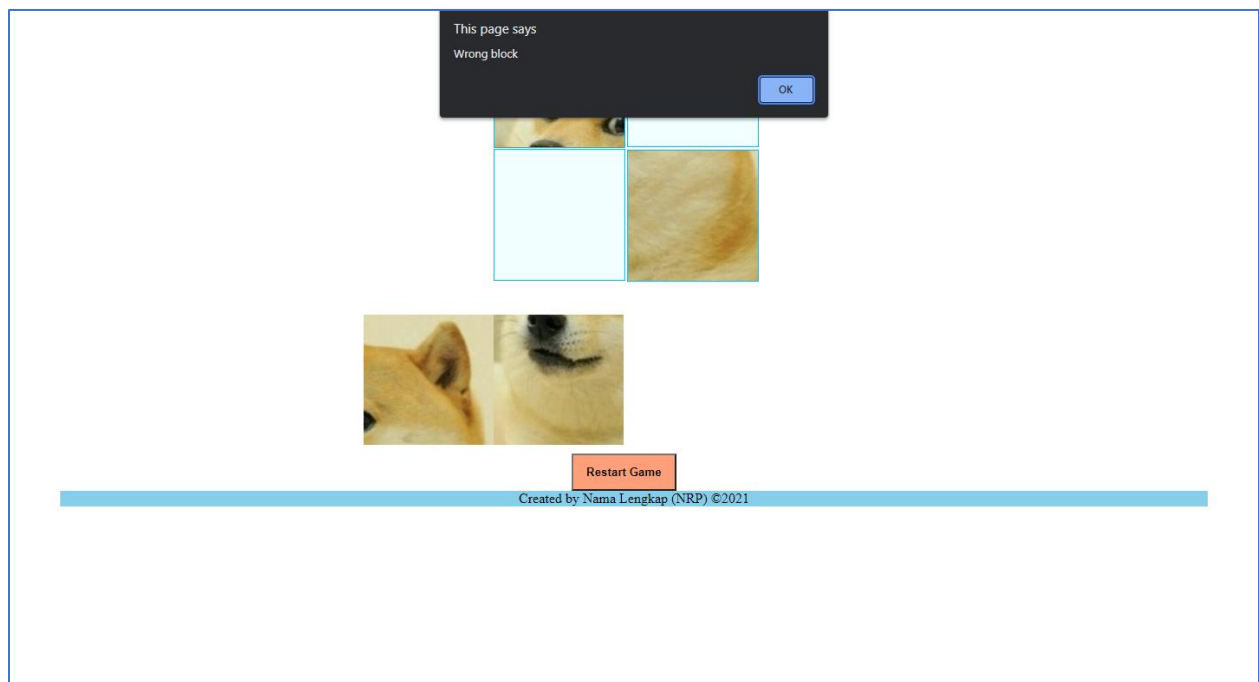 This page says
Wrong block
OK
Restart Game
Created by Nama Lengkap (NRP) ©2021